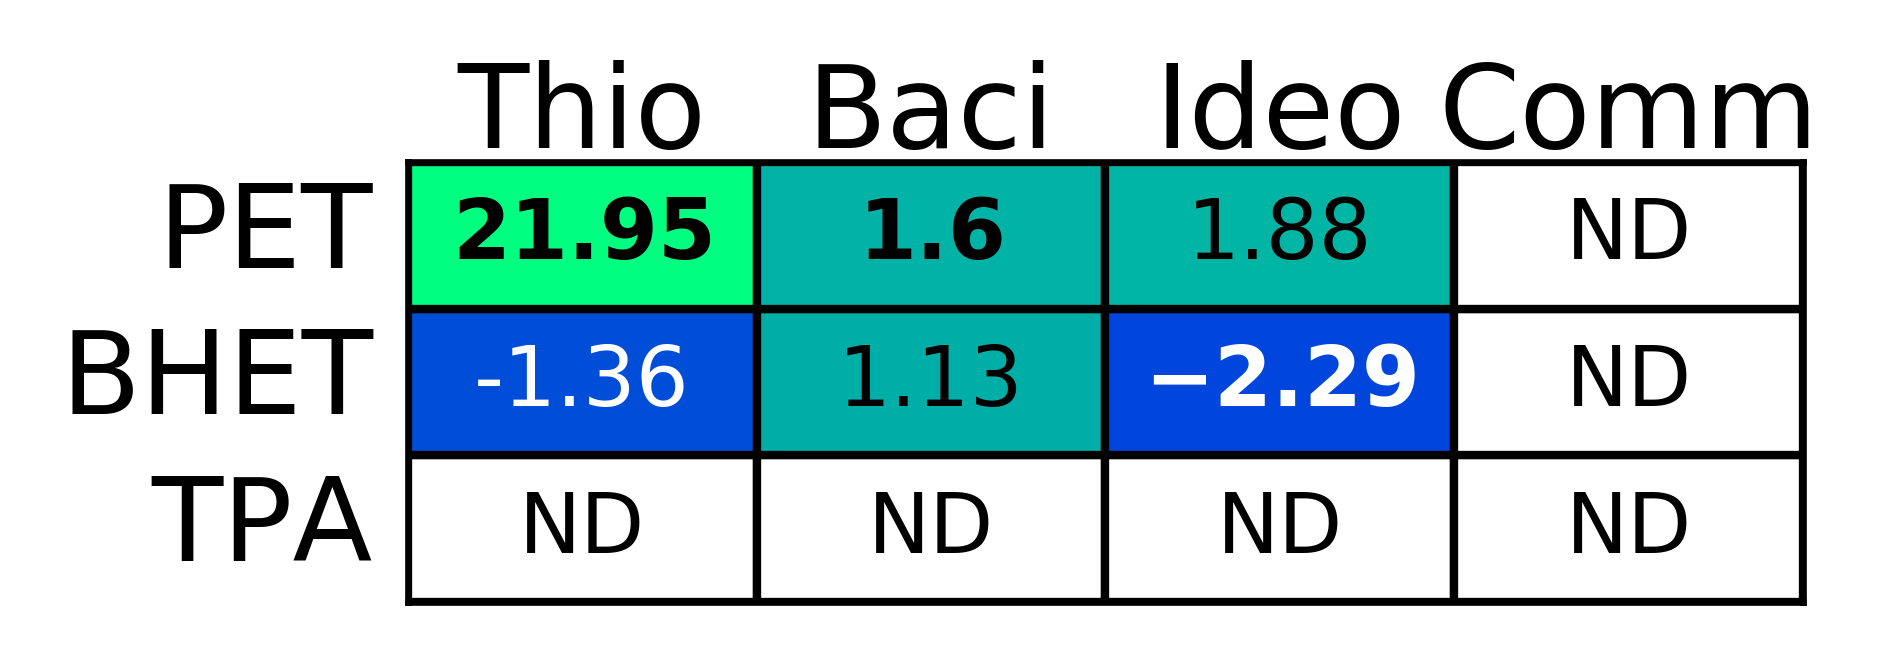 Thio Baci Ideo Comm
PET 21.95 1.6 1.88 ND
BHET -1.36 1.13 −2.29 ND
TPA ND ND ND ND